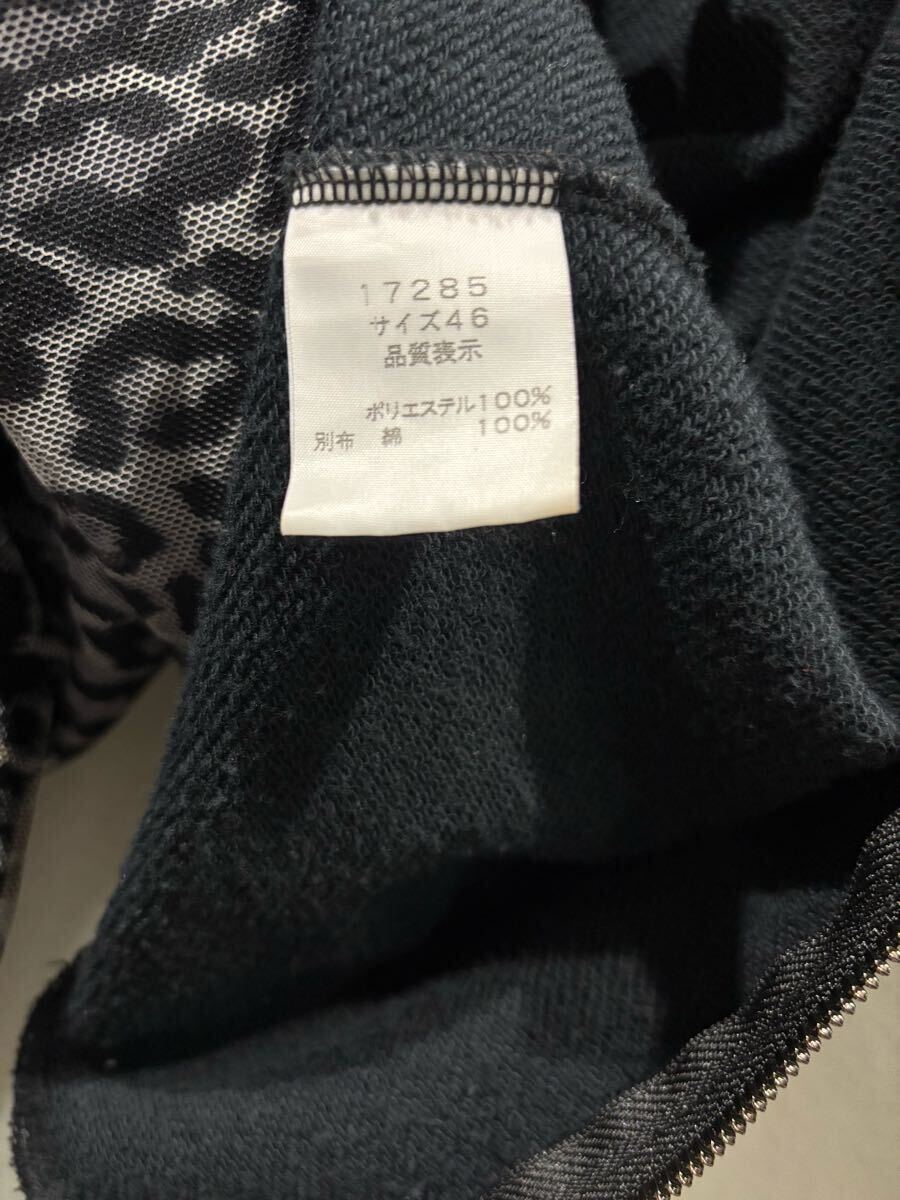 17285
サイズ46
品質表示
ポリエステル100%
別布 綿 100%